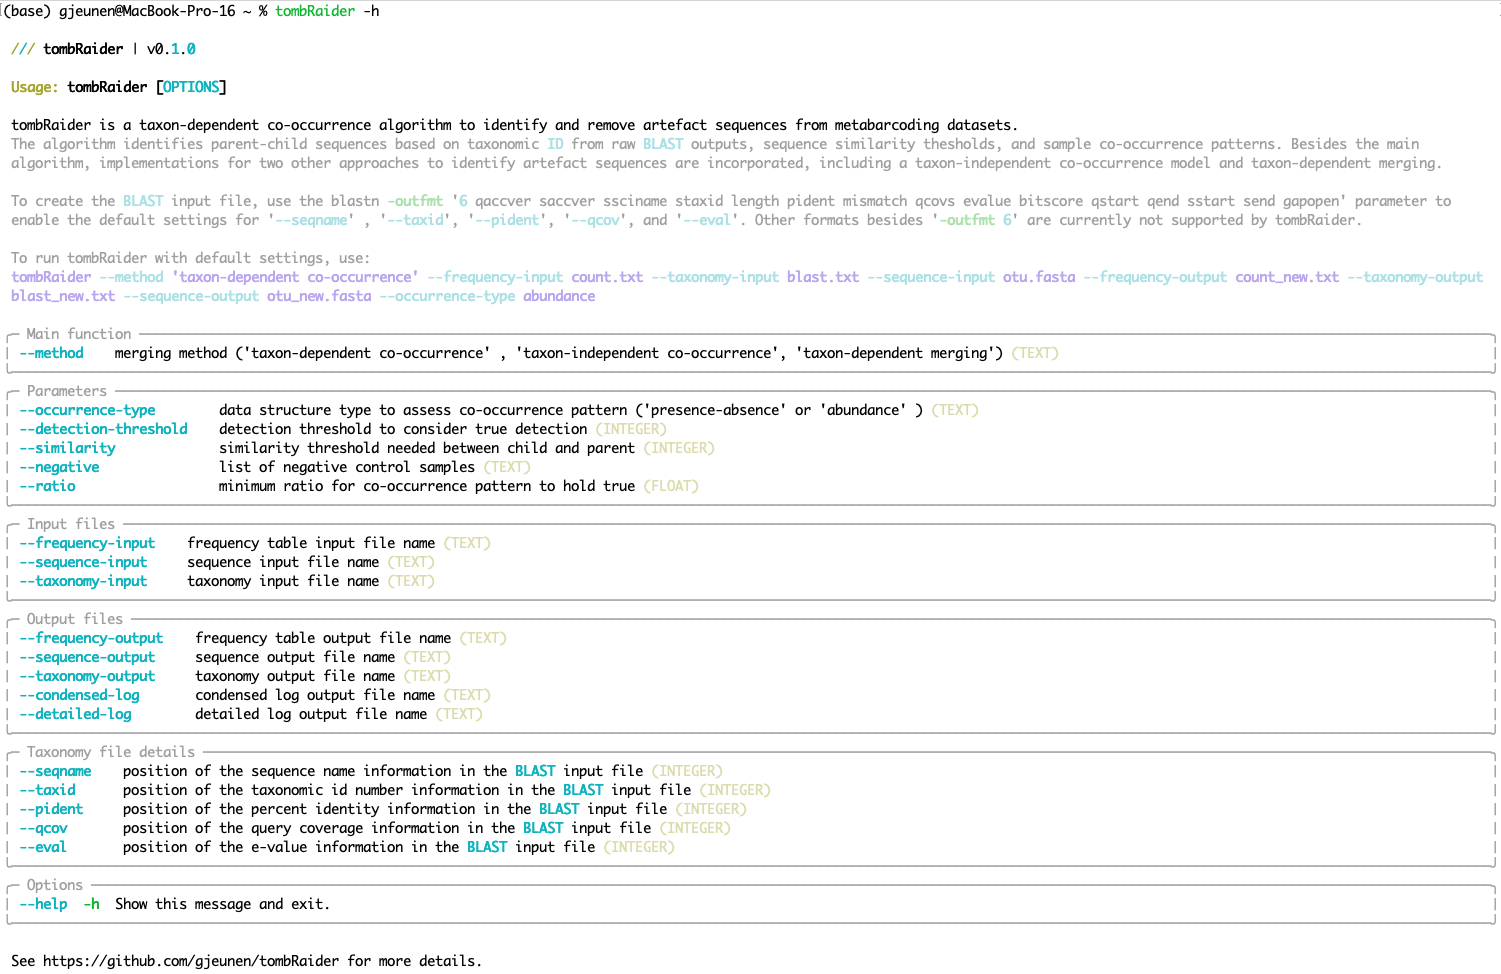 (base) gjeunen@MacBook-Pro-16 ~ % tombRaider -h
/// tombRaider | v0.1.0
Usage: tombRaider [OPTIONS]
tombRaider is a taxon-dependent co-occurrence algorithm to identify and remove artefact sequences from metabarcoding datasets.
The algorithm identifies parent-child sequences based on taxonomic ID from raw BLAST outputs, sequence similarity thesholds, and sample co-occurrence patterns. Besides the main
algorithm, implementations for two other approaches to identify artefact sequences are incorporated, including a taxon-independent co-occurrence model and taxon-dependent merging.
To create the BLAST input file, use the blastn -outfmt '6 qaccver saccver ssciname staxid length pident mismatch qcovs evalue bitscore qstart qend sstart send gapopen' parameter to
enable the default settings for '--seqname' , '--taxid', '--pident', '--qcov', and '--eval'. Other formats besides '-outfmt 6' are currently not supported by tombRaider.
To run tombRaider with default settings, use:
tombRaider --method 'taxon-dependent co-occurrence' --frequency-input count.txt --taxonomy-input blast.txt --sequence-input otu.fasta --frequency-output count_new.txt --taxonomy-output
blast_new.txt --sequence-output otu_new.fasta --occurrence-type abundance
Main function
--method merging method ('taxon-dependent co-occurrence' , 'taxon-independent co-occurrence', 'taxon-dependent merging') (TEXT)
Parameters
--occurrence-type data structure type to assess co-occurrence pattern ('presence-absence' or 'abundance' ) (TEXT)
--detection-threshold detection threshold to consider true detection (INTEGER)
--similarity similarity threshold needed between child and parent (INTEGER)
--negative list of negative control samples (TEXT)
--ratio minimum ratio for co-occurrence pattern to hold true (FLOAT)
Input files
--frequency-input frequency table input file name (TEXT)
--sequence-input sequence input file name (TEXT)
--taxonomy-input taxonomy input file name (TEXT)
Output files
--frequency-output frequency table output file name (TEXT)
--sequence-output sequence output file name (TEXT)
--taxonomy-output taxonomy output file name (TEXT)
--condensed-log condensed log output file name (TEXT)
--detailed-log detailed log output file name (TEXT)
Taxonomy file details
--seqname position of the sequence name information in the BLAST input file (INTEGER)
--taxid position of the taxonomic id number information in the BLAST input file (INTEGER)
--pident position of the percent identity information in the BLAST input file (INTEGER)
--qcov position of the query coverage information in the BLAST input file (INTEGER)
--eval position of the e-value information in the BLAST input file (INTEGER)
Options
--help -h Show this message and exit.
See https://github.com/gjeunen/tombRaider for more details.